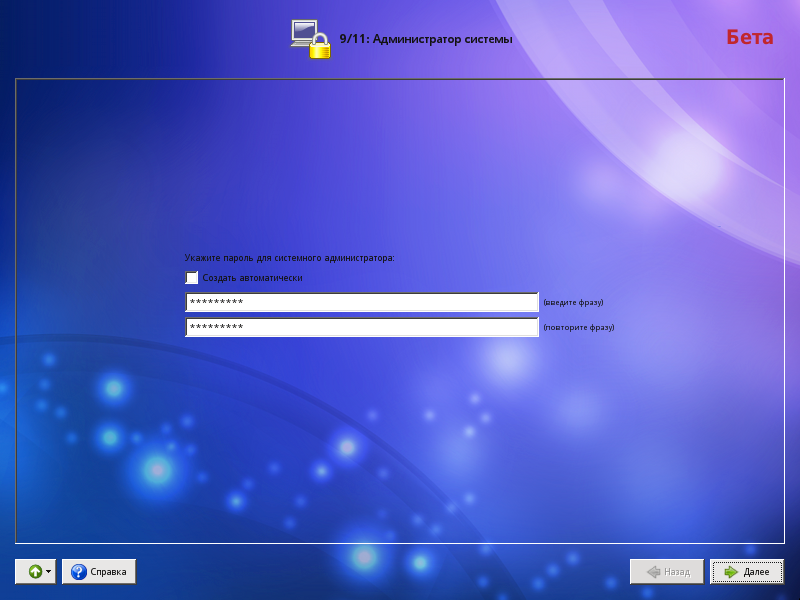 9/11: Администратор системы
Бета
Укажите пароль для системного администратора:
Создать автоматически
********* (введите фразу)
********* (повторите фразу)
Справка
Назад
Далее